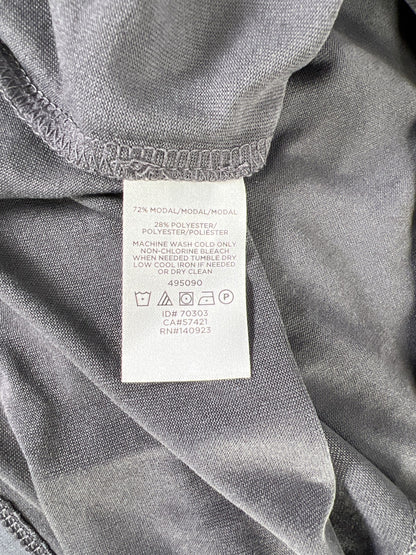 72% MODAL/MODAL/MODAL
28% POLYESTER/
POLYESTER/POLIÉSTER
MACHINE WASH COLD ONLY
NON-CHLORINE BLEACH
WHEN NEEDED TUMBLE DRY
LOW COOL IRON IF NEEDED
OR DRY CLEAN
495090
P
ID# 70303
CA#57421
RN#140923